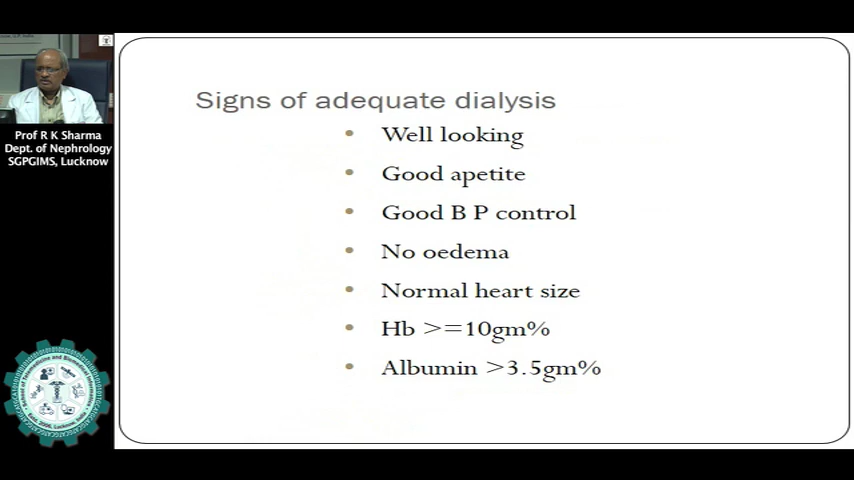 Prof R K Sharma
Dept. of Nephrology
SGPGIMS, Lucknow
Signs of adequate dialysis
• Well looking
• Good apetite
• Good B P control
• No oedema
• Normal heart size
• Hb >=10gm%
• Albumin >3.5gm%